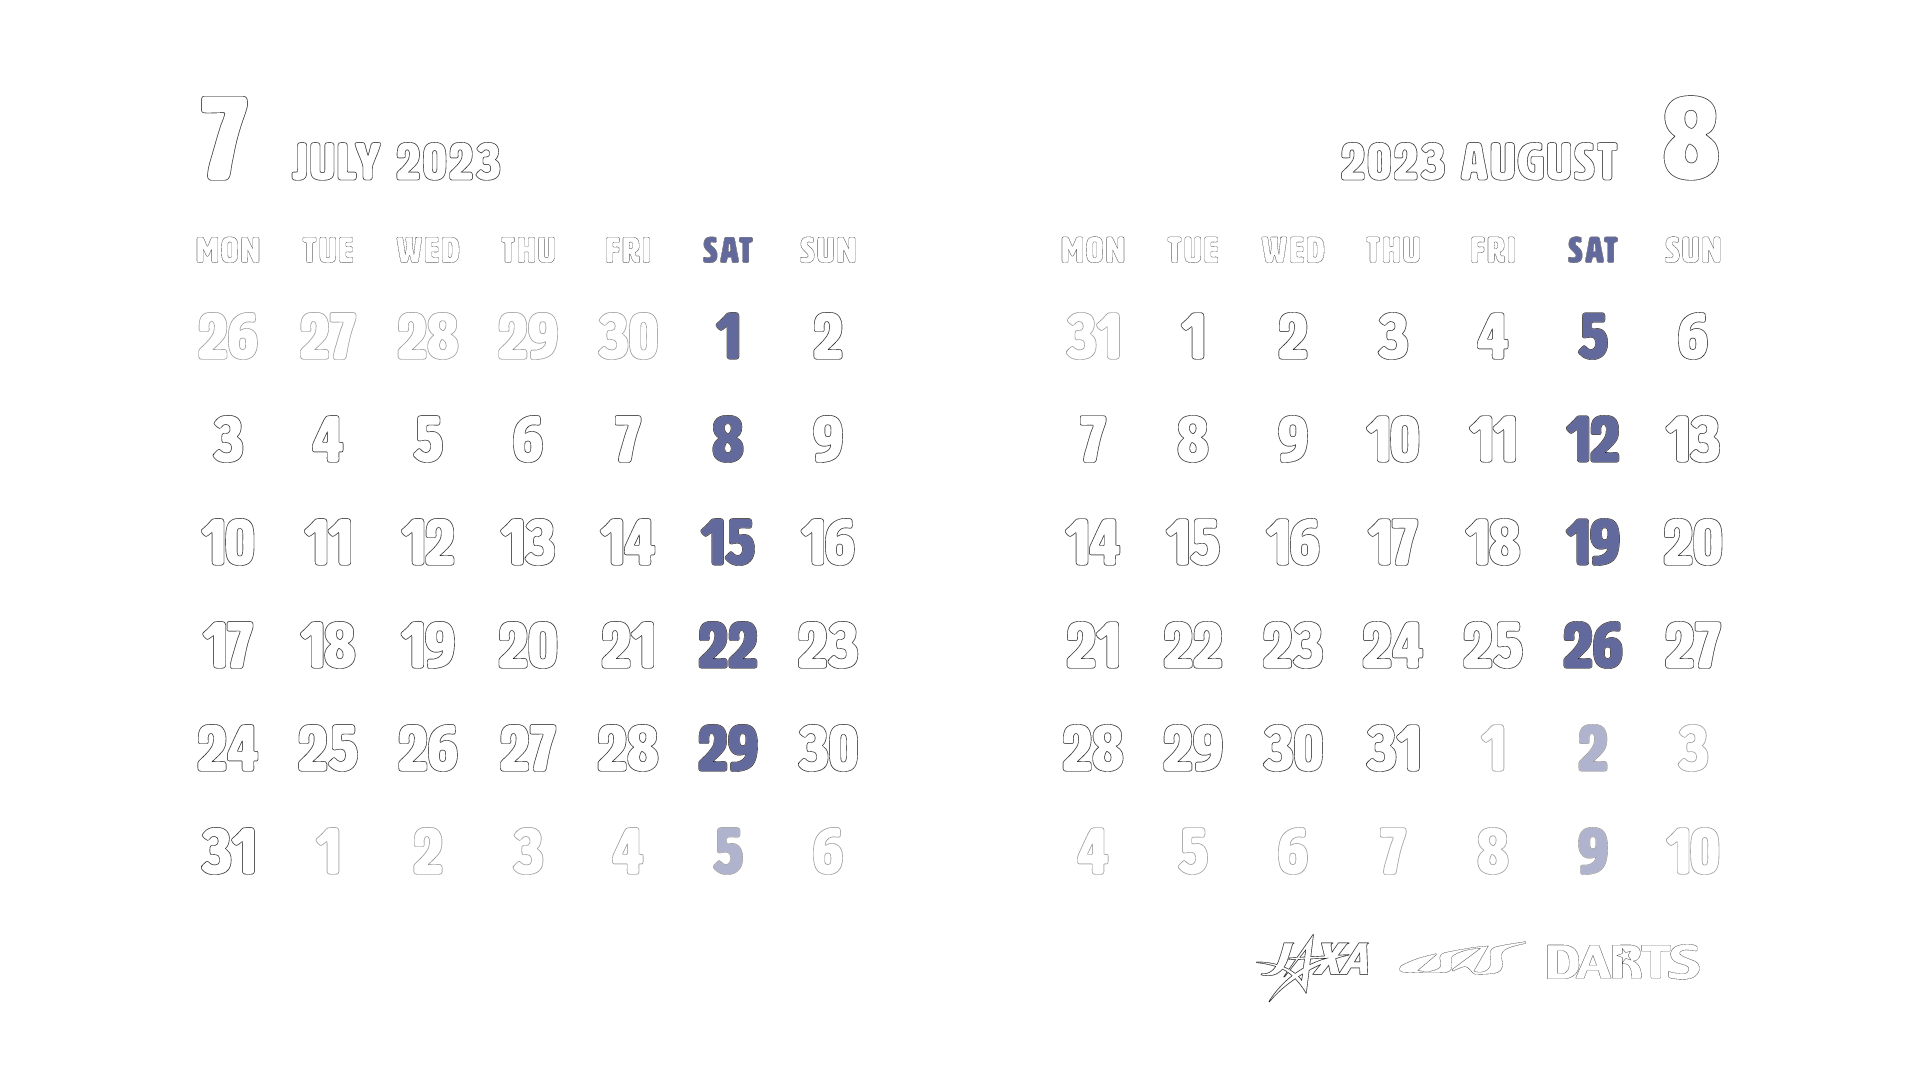 7 JULY 2023
MON TUE WED THU FRI SAT SUN
26 27 28 29 30 1 2
3 4 5 6 7 8 9
10 11 12 13 14 15 16
17 18 19 20 21 22 23
24 25 26 27 28 29 30
31 1 2 3 4 5 6
2023 AUGUST 8
MON TUE WED THU FRI SAT SUN
31 1 2 3 4 5 6
7 8 9 10 11 12 13
14 15 16 17 18 19 20
21 22 23 24 25 26 27
28 29 30 31 1 2 3
4 5 6 7 8 9 10
JAXA ISAS DARTS